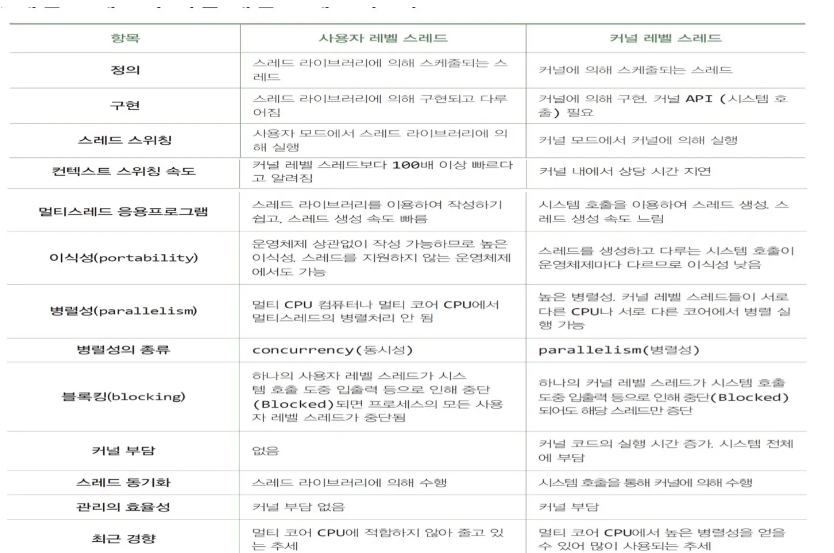 항목 사용자 레벨 스레드 커널 레벨 스레드
정의
스레드 라이브러리에 의해 스케줄되는 스
레드
커널에 의해 스케줄되는 스레드
구현
스레드 라이브러리에 의해 구현되고 다루
어짐
커널에 의해 구현, 커널 API (시스템 호
출) 필요
스레드 스위칭
사용자 모드에서 스레드 라이브러리에 의
해 실행
커널 모드에서 커널에 의해 실행
컨텍스트 스위칭 속도
커널 레벨 스레드보다 100배 이상 빠르다
고 알려짐
커널 내에서 상당 시간 지연
멀티스레드 응용프로그램
스레드 라이브러리를 이용하여 작성하기
쉽고, 스레드 생성 속도 빠름
시스템 호출을 이용하여 스레드 생성, 스
레드 생성 속도 느림
이식성(portability)
운영체제 상관없이 작성 가능하므로 높은
이식성, 스레드를 지원하지 않는 운영체제
에서도 가능
스레드를 생성하고 다루는 시스템 호출이
운영체제마다 다르므로 이식성 낮음
병렬성(parallelism)
멀티 CPU 컴퓨터나 멀티 코어 CPU에서
멀티스레드의 병렬처리 안 됨
높은 병렬성. 커널 레벨 스레드들이 서로
다른 CPU나 서로 다른 코어에서 병렬 실
행 가능
병렬성의 종류
concurrency(동시성)
parallelism(병렬성)
블록킹(blocking)
하나의 사용자 레벨 스레드가 시스
템 호출 도중 입출력 등으로 인해 중단
(Blocked)되면 프로세스의 모든 사용
자 레벨 스레드가 중단됨
하나의 커널 레벨 스레드가 시스템 호출
도중 입출력 등으로 인해 중단(Blocked)
되어도 해당 스레드만 중단
커널 부담
없음
커널 코드의 실행 시간 증가. 시스템 전체
에 부담
스레드 동기화
스레드 라이브러리에 의해 수행
시스템 호출을 통해 커널에 의해 수행
관리의 효율성
커널 부담 없음
커널 부담
최근 경향
멀티 코어 CPU에 적합하지 않아 줄고 있
는 추세
멀티 코어 CPU에서 높은 병렬성을 얻을
수 있어 많이 사용되는 추세